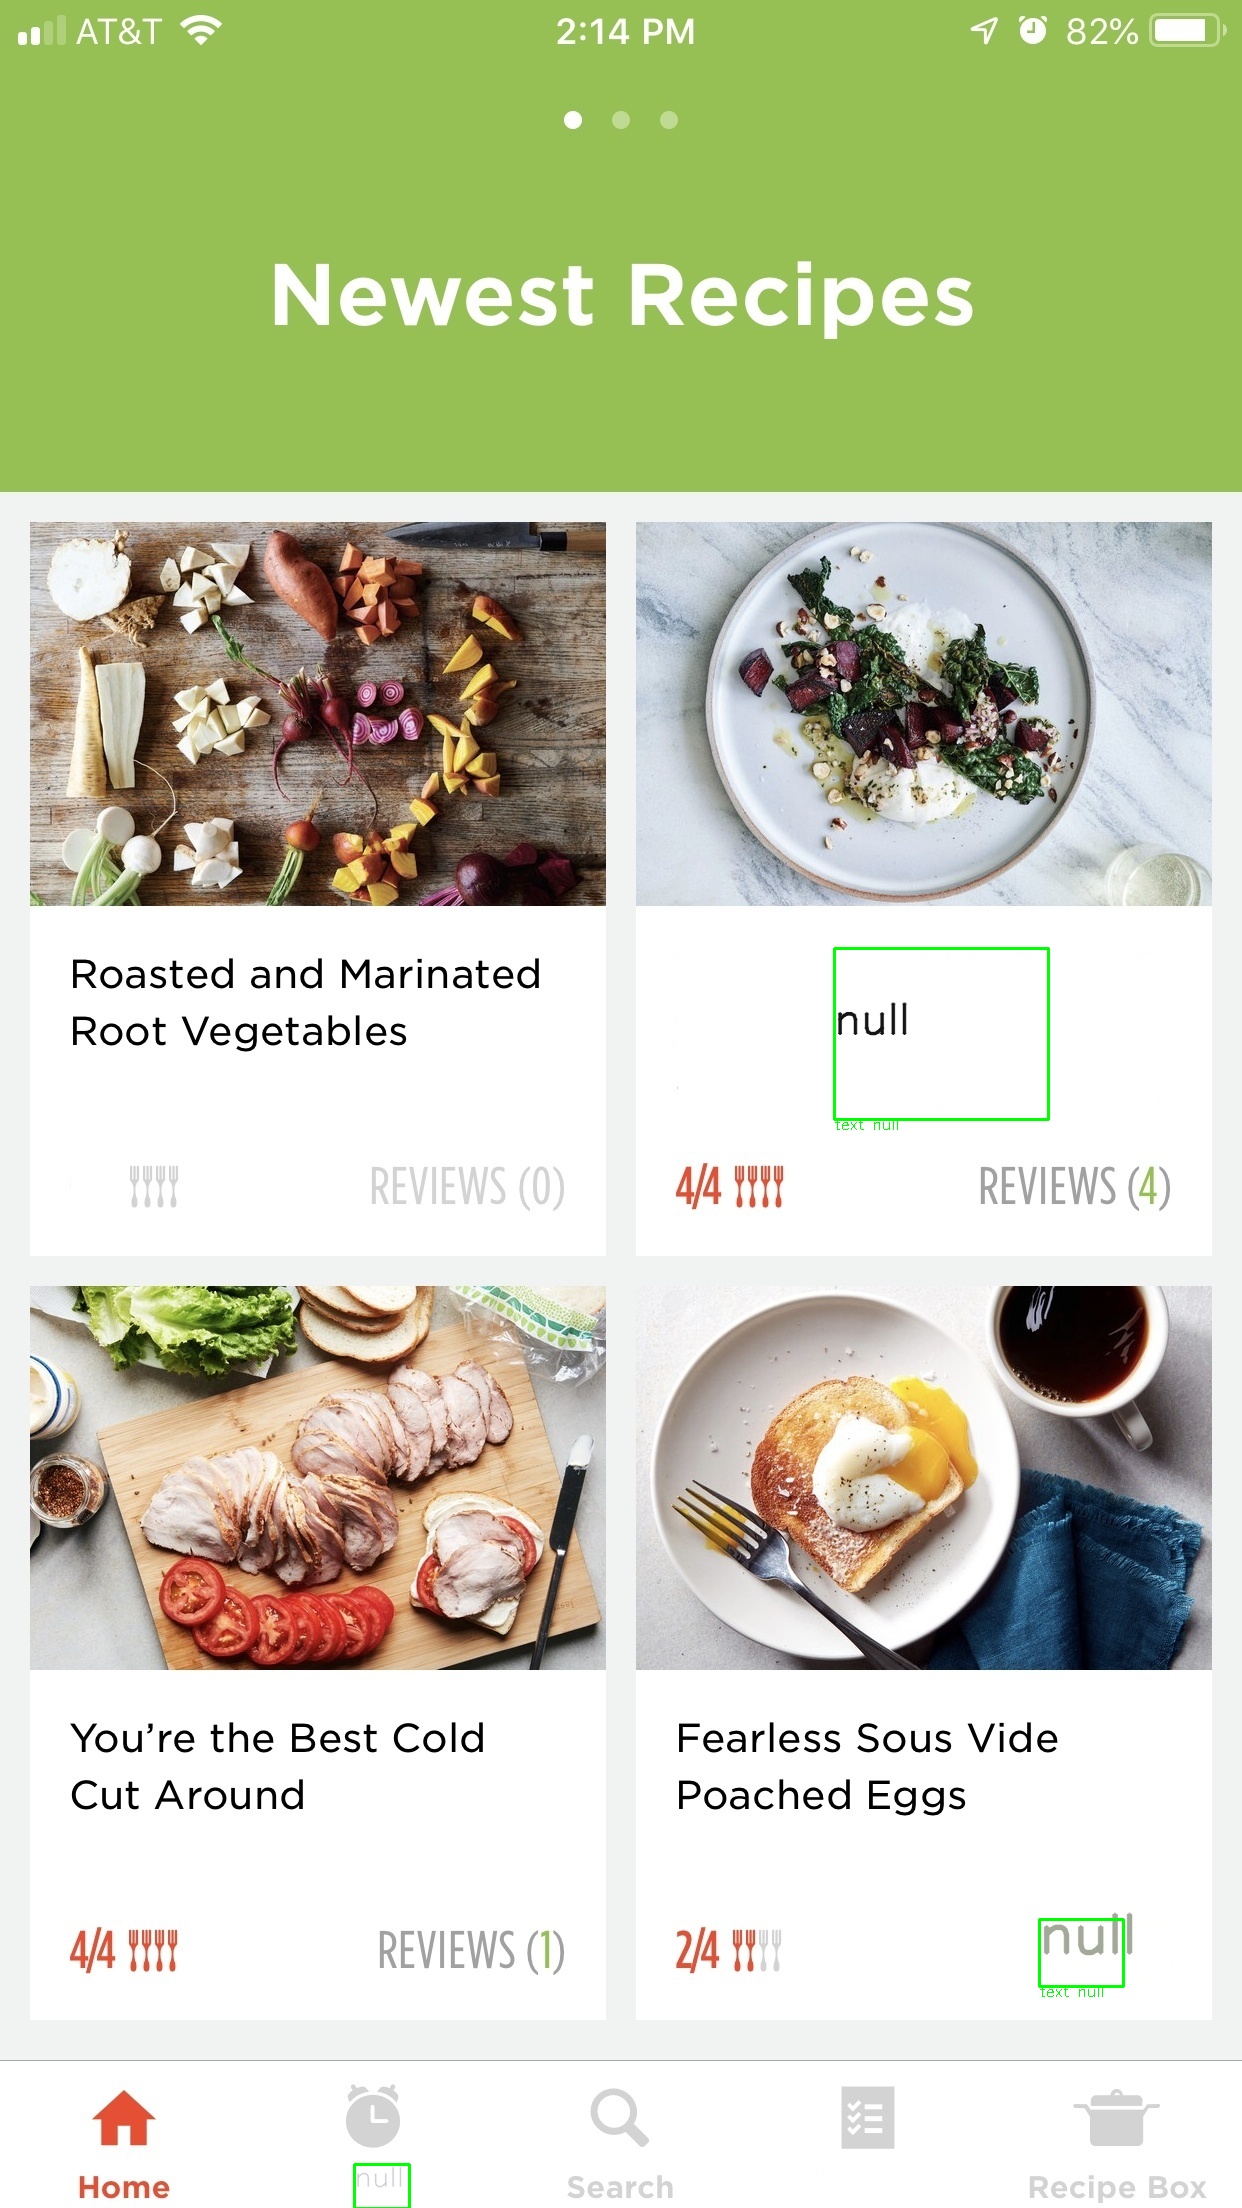 AT&T 2:14 PM 82%
Newest Recipes
Roasted and Marinated
Root Vegetables
REVIEWS (0)
null
text null
4/4 REVIEWS (4)
You're the Best Cold
Cut Around
4/4 REVIEWS (1)
Fearless Sous Vide
Poached Eggs
2/4 null
text null
Home null Search Recipe Box